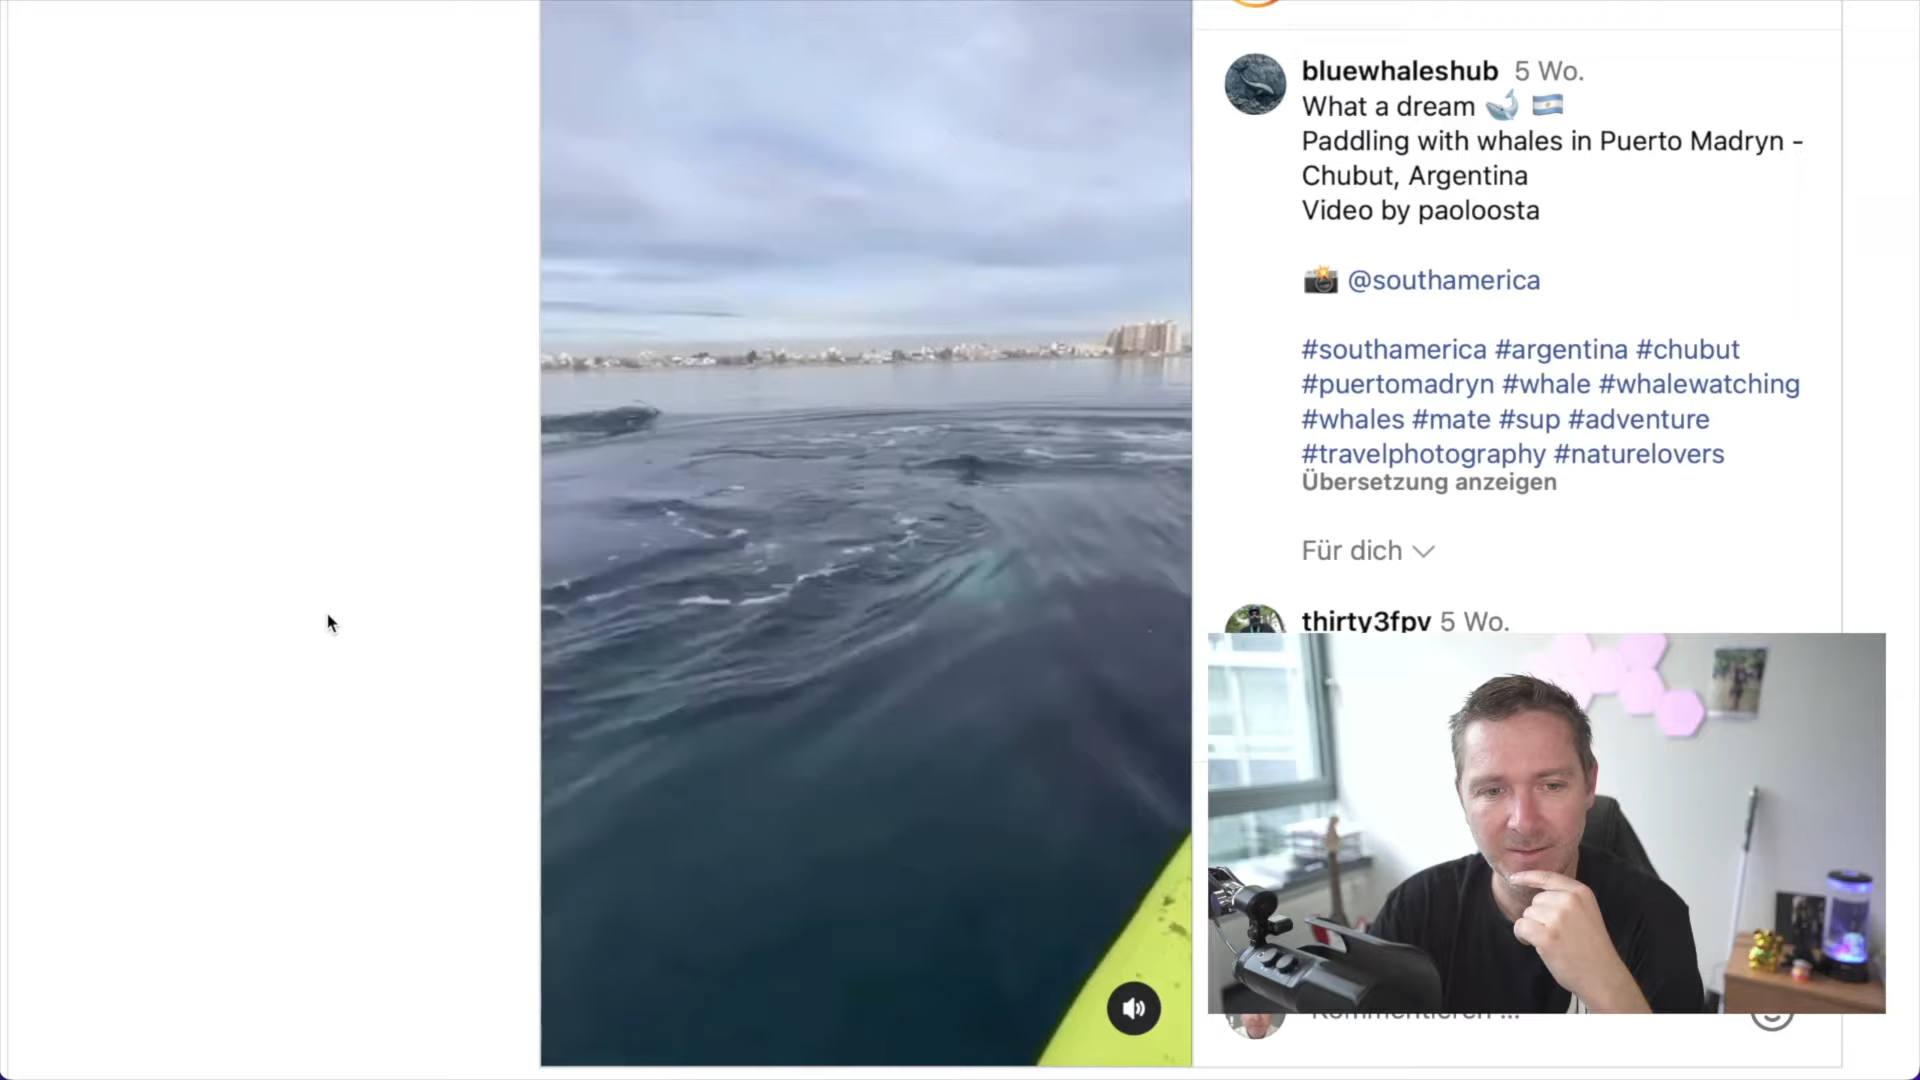 bluewhaleshub 5 Wo.
What a dream 🐋 🇦🇷
Paddling with whales in Puerto Madryn -
Chubut, Argentina
Video by paoloosta
📸 @southamerica
#southamerica #argentina #chubut
#puertomadryn #whale #whalewatching
#whales #mate #sup #adventure
#travelphotography #naturelovers
Übersetzung anzeigen
Für dich
thirty3fpv 5 Wo.
Kommentieren ...